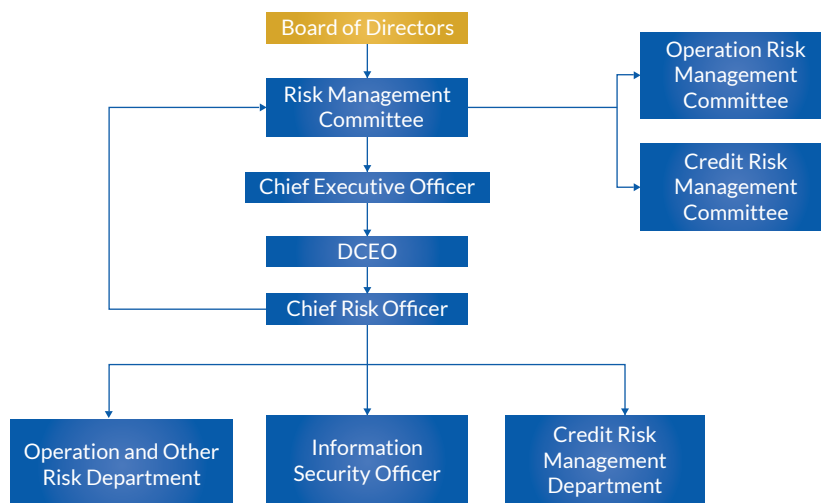 Board of Directors
Risk Management
Committee
Operation Risk
Management
Committee
Credit Risk
Management
Committee
Chief Executive Officer
DCEO
Chief Risk Officer
Operation and Other
Risk Department
Information
Security Officer
Credit Risk
Management
Department